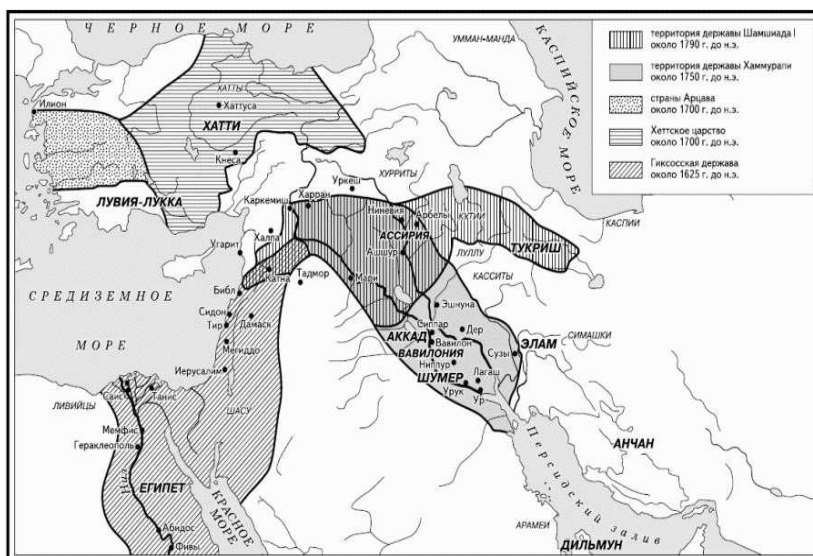 ЧЕРНОЕ МОРЕ
УММАН-МАНДА
КАСПИЙСКОЕ
МОРЕ
территория державы Шамшиада I
около 1790 г. до н.э.
территория державы Хаммурапи
около 1750 г. до н.э.
страны Арцава
около 1700 г. до н.э.
Хеттское царство
около 1700 г. до н.э.
Гиксосская держава
около 1625 г. до н.э.
Илион
ХАТТЫ
Хаттуса
ХАТТИ
Кнеса
ЛУВИЯ-ЛУККА
ХУРРИТЫ
Уркеш
Каркемиш
Харран
Ниневия
Арбелы
КУТИИ
АССИРИЯ
КАСПИИ
ТУКРИШ
Угарит
Халпа
Ашшур
ЛУЛЛУ
Катна
Тадмор
Мари
КАССИТЫ
СРЕДИЗЕМНОЕ
МОРЕ
Библ
Сидон
Тир
Дамаск
Мегиддо
Иерусалим
Эшнуна
Сиппар
Дер
АККАД
Вавилон
ВАВИЛОНИЯ
Ниппур
ЭЛАМ
СИМАШКИ
Сузы
ШУМЕР
Лагаш
Урук
Ур
ЛИВИЙЦЫ
Саис
Танис
ШАСУ
Мемфис
Гераклеополь
Нил
ЕГИПЕТ
КРАСНОЕ
МОРЕ
Абидос
Фивы
АНЧАН
Персидский залив
АРАМЕИ
ДИЛЬМУН